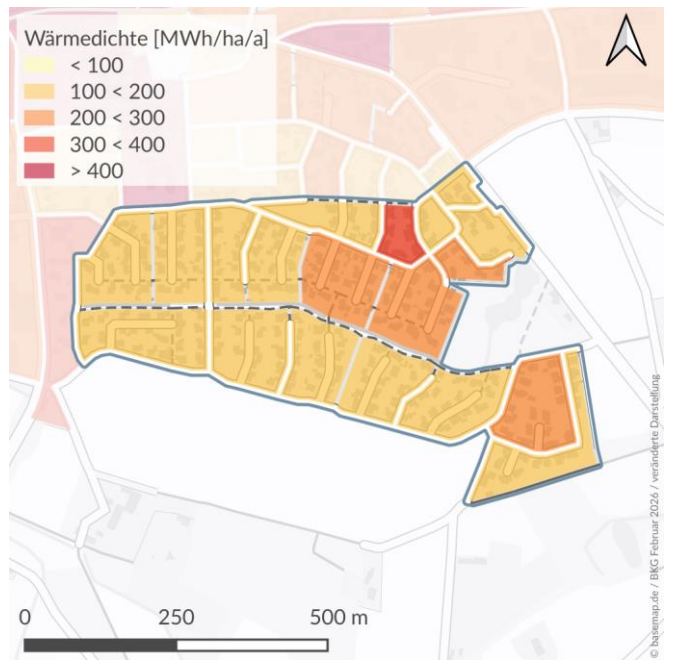 Wärmedichte [MWh/ha/a]
< 100
100 < 200
200 < 300
300 < 400
> 400
0 250 500 m
© basemap.de / BKG Februar 2026 / veränderte Darstellung